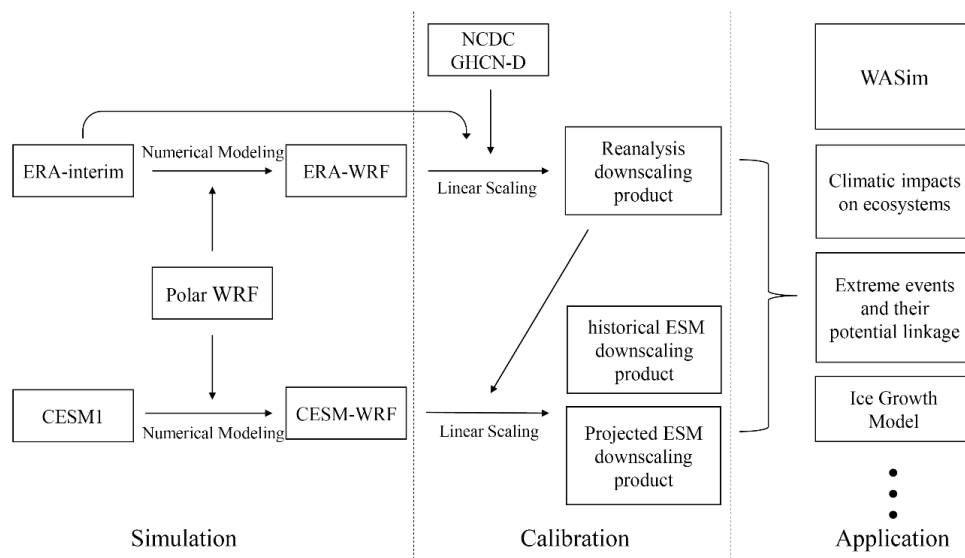 NCDC
GHCN-D
WASim
Numerical Modeling
ERA-interim
ERA-WRF
Linear Scaling
Reanalysis
downscaling
product
Climatic impacts
on ecosystems
Polar WRF
Extreme events
and their
potential linkage
historical ESM
downscaling
product
CESM1
Numerical Modeling
CESM-WRF
Linear Scaling
Projected ESM
downscaling
product
Ice Growth
Model
Simulation
Calibration
Application